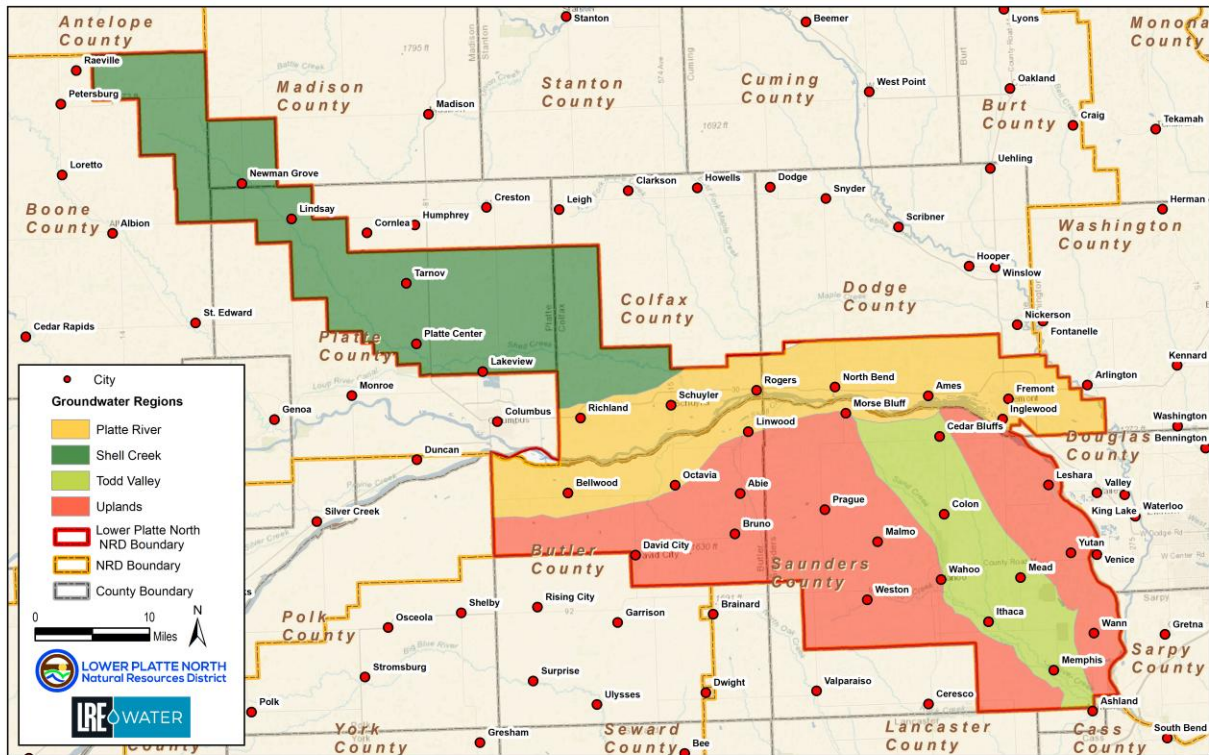 Antelope
County
Raeville
Petersburg
Madison
County
Madison
Stanton
Stanton
County
Cuming
County
Beemer
West Point
Lyons
Monona
County
Oakland
Burt
County
Craig
Tekamah
Loretto
Newman Grove
Boone
County
Albion
Lindsay
Cornlea
Humphrey
Creston
Leigh
Clarkson
Howells
Dodge
Snyder
Scribner
Uehling
Washington
County
Herman
Hooper
Winslow
Tarnov
Colfax
County
Dodge
County
Nickerson
Fontanelle
Cedar Rapids
St. Edward
Platte
County
Platte Center
Lakeview
Kennard
Arlington
Monroe
Genoa
Columbus
Richland
Schuyler
Rogers
North Bend
Ames
Fremont
Inglewood
Linwood
Morse Bluff
Cedar Bluffs
Washington
Bennington
Douglas
County
Duncan
Silver Creek
Bellwood
Octavia
Abie
Prague
Colon
Leshara
Valley
King Lake
Waterloo
Bruno
Malmo
David City
Butler
County
Saunders
County
Yutan
Venice
Wahoo
Mead
Weston
Polk
County
Osceola
Shelby
Rising City
Garrison
Brainard
Ithaca
Wann
Gretna
Sarpy
County
Stromsburg
Surprise
Ulysses
Dwight
Valparaiso
Ceresco
Memphis
Ashland
Polk
York
County
Gresham
Seward
County
Bee
Lancaster
County
Cass
County
South Bend
County
City
Groundwater Regions
Platte River
Shell Creek
Todd Valley
Uplands
Lower Platte North
NRD Boundary
NRD Boundary
County Boundary
0 10
Miles
N
LOWER PLATTE NORTH
Natural Resources District
LRE WATER